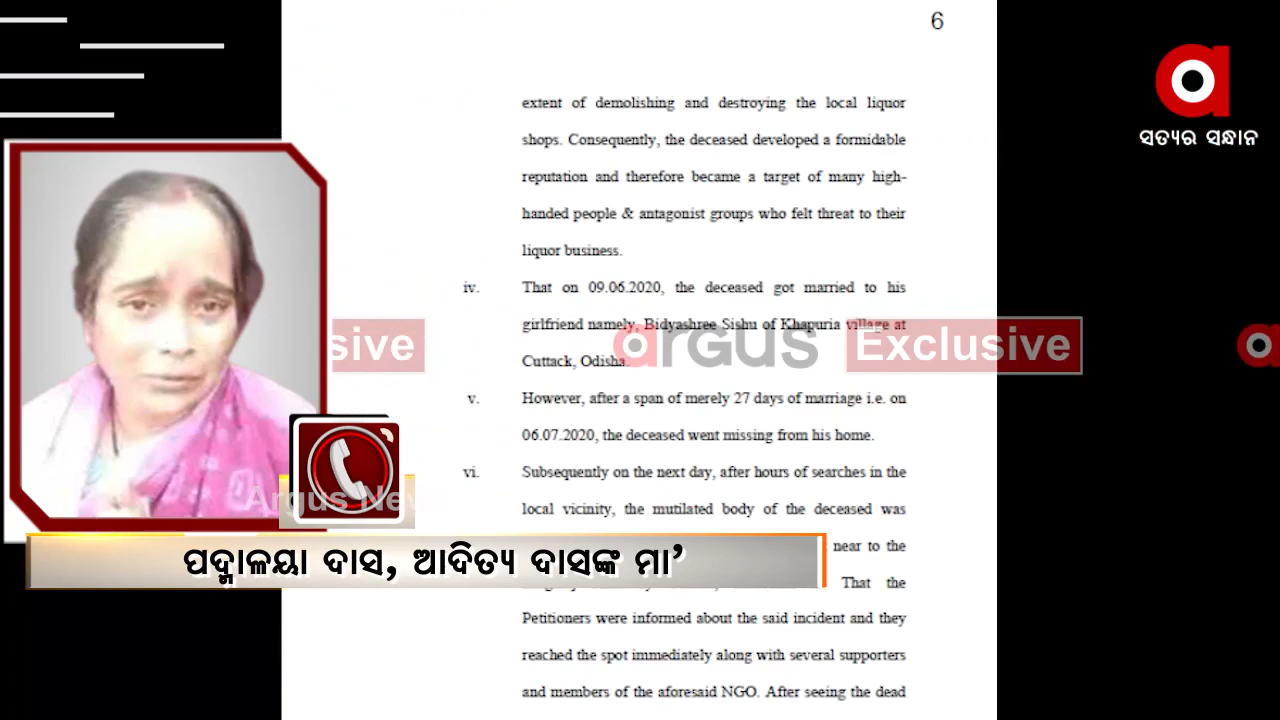 6
ସତ୍ୟର ସନ୍ଧାନ
extent of demolishing and destroying the local liquor
shops. Consequently, the deceased developed a formidable
reputation and therefore became a target of many high-
handed people & antagonist groups who felt threat to their
liquor business.
iv. That on 09.06.2020, the deceased got married to his
girlfriend namely, Bidyashree Sishu of Khapuria village at
Cuttack, Odisha.
sive argus Exclusive
v. However, after a span of merely 27 days of marriage i.e. on
06.07.2020, the deceased went missing from his home.
vi. Subsequently on the next day, after hours of searches in the
local vicinity, the mutilated body of the deceased was
Argus New
near to the
ପଦ୍ମାଳୟା ଦାସ, ଆଦିତ୍ୟ ଦାସଙ୍କ ମା’
That the
Petitioners were informed about the said incident and they
reached the spot immediately along with several supporters
and members of the aforesaid NGO. After seeing the dead